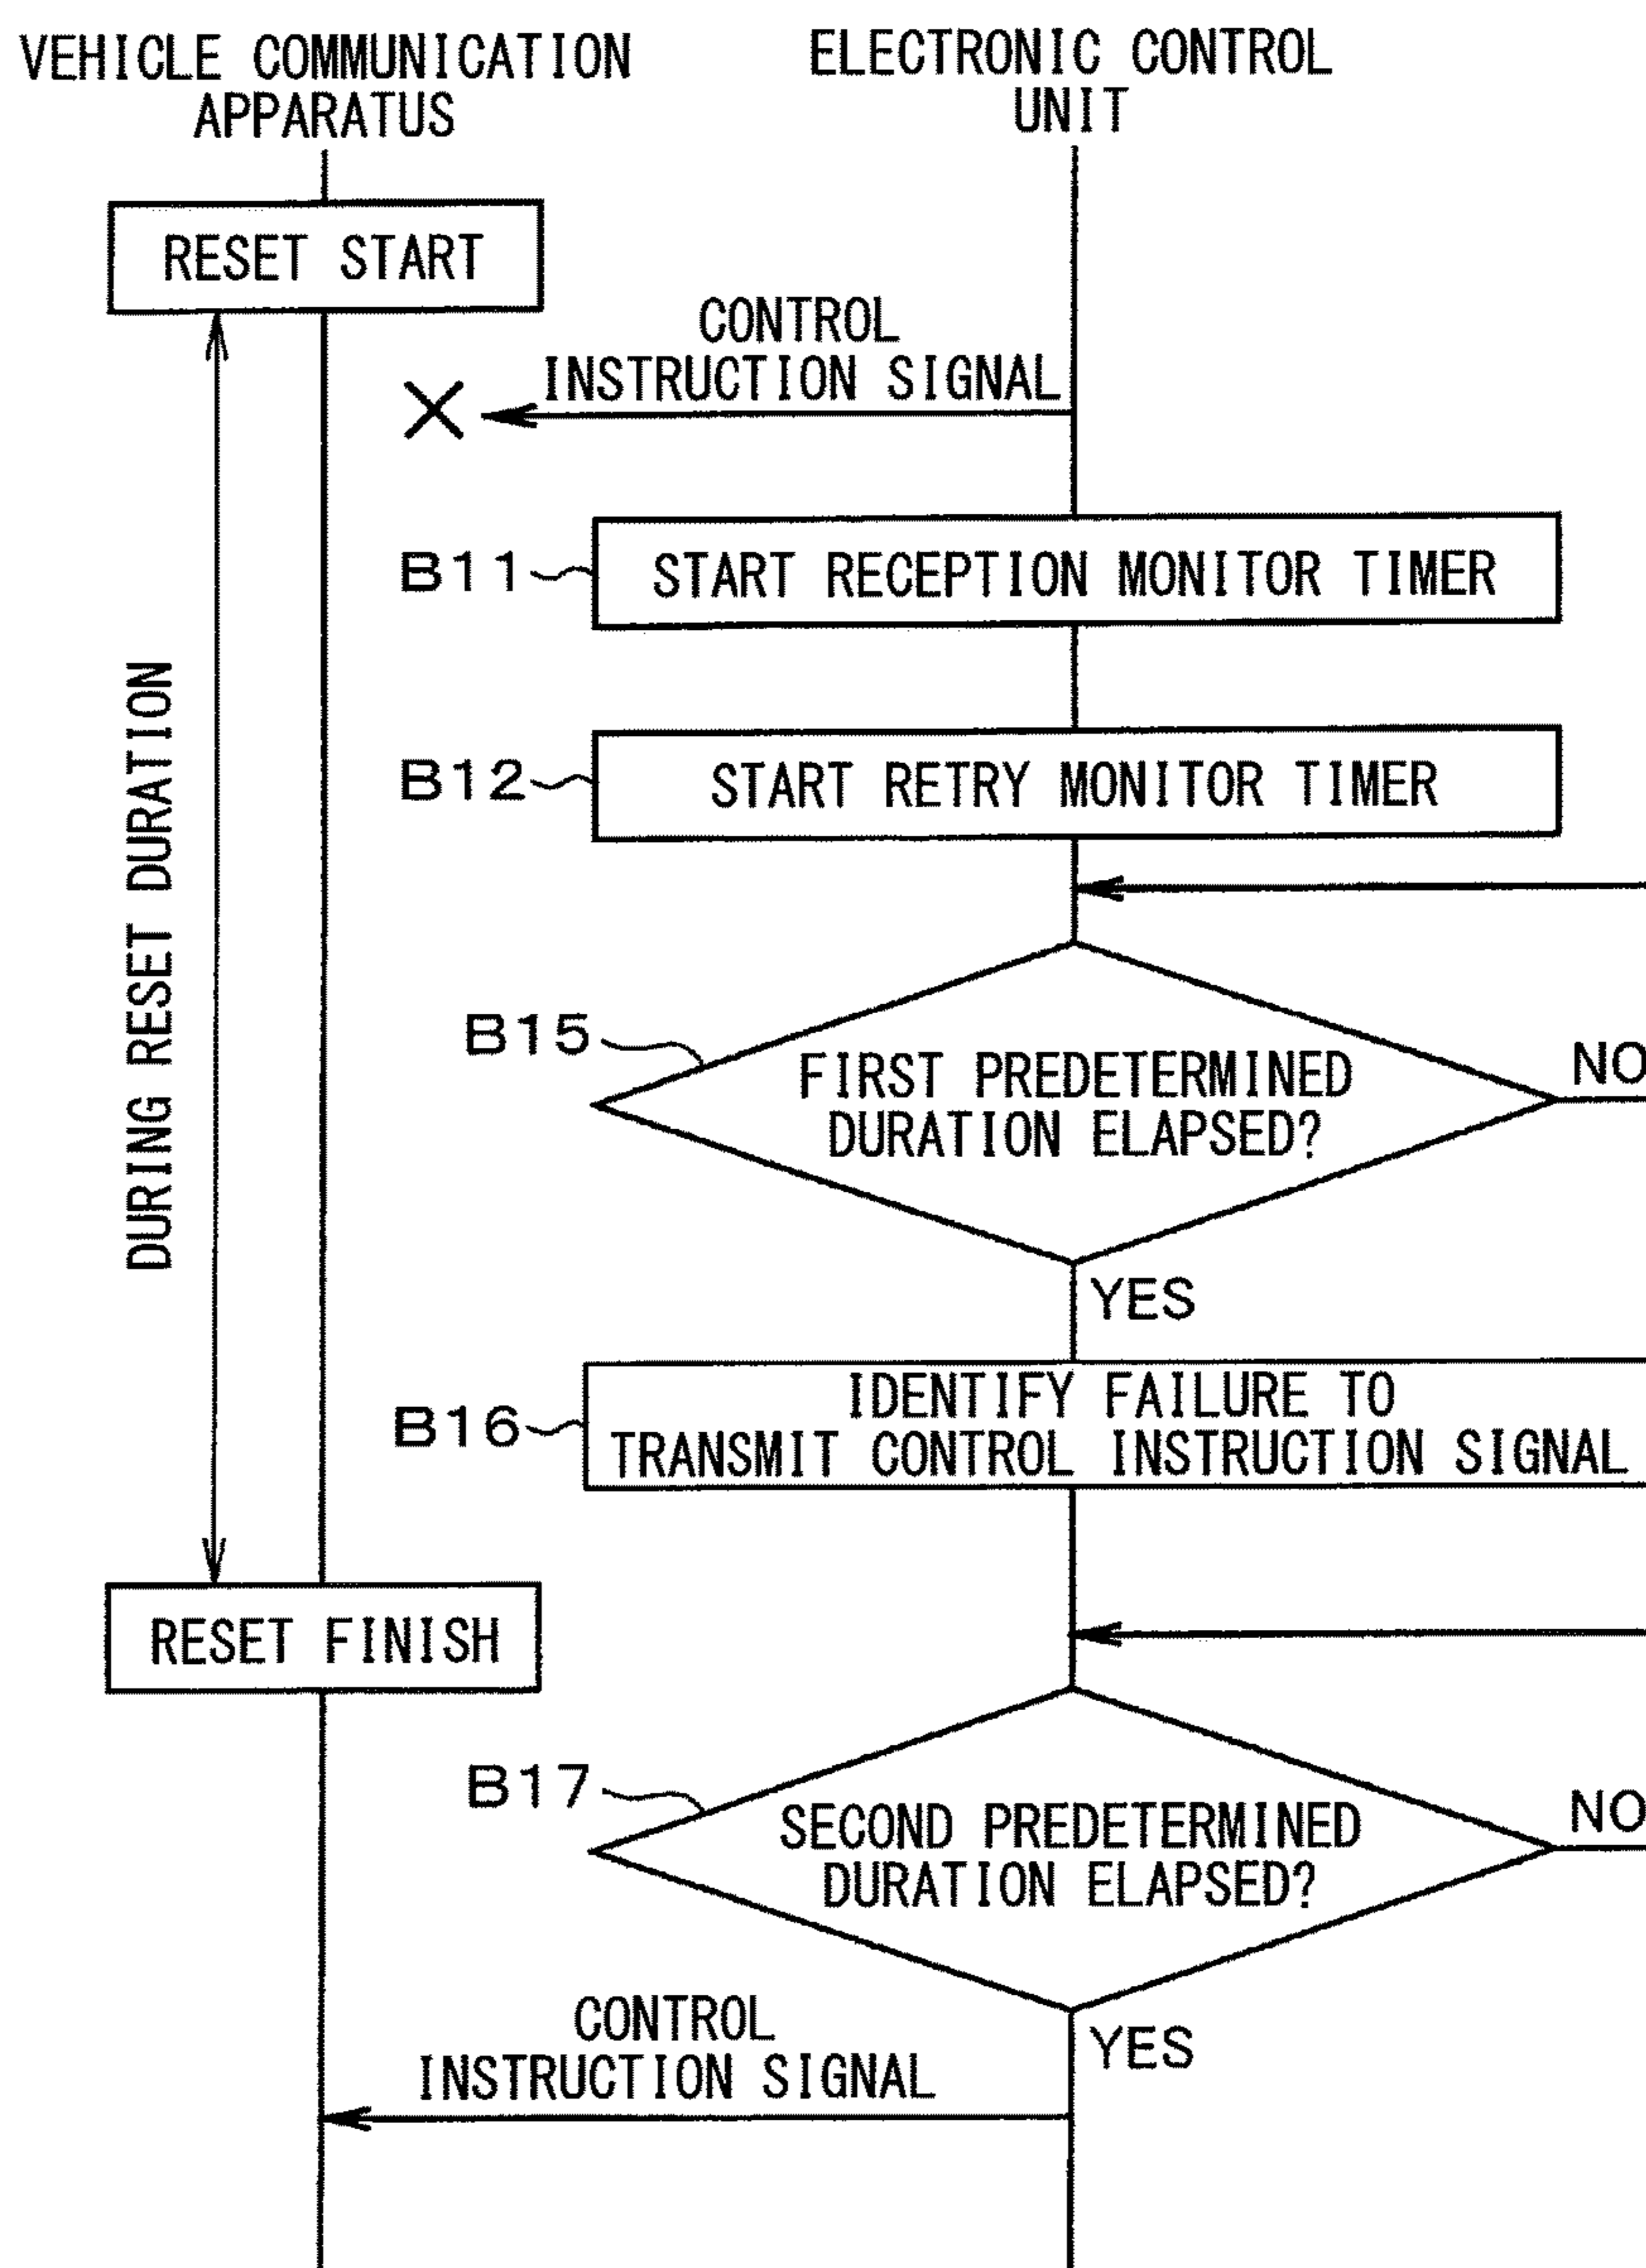 VEHICLE COMMUNICATION
APPARATUS
ELECTRONIC CONTROL
UNIT
RESET START
CONTROL
INSTRUCTION SIGNAL
B11
START RECEPTION MONITOR TIMER
B12
START RETRY MONITOR TIMER
DURING RESET DURATION
B15
FIRST PREDETERMINED
DURATION ELAPSED?
NO
YES
B16
IDENTIFY FAILURE TO
TRANSMIT CONTROL INSTRUCTION SIGNAL
RESET FINISH
B17
SECOND PREDETERMINED
DURATION ELAPSED?
NO
YES
CONTROL
INSTRUCTION SIGNAL